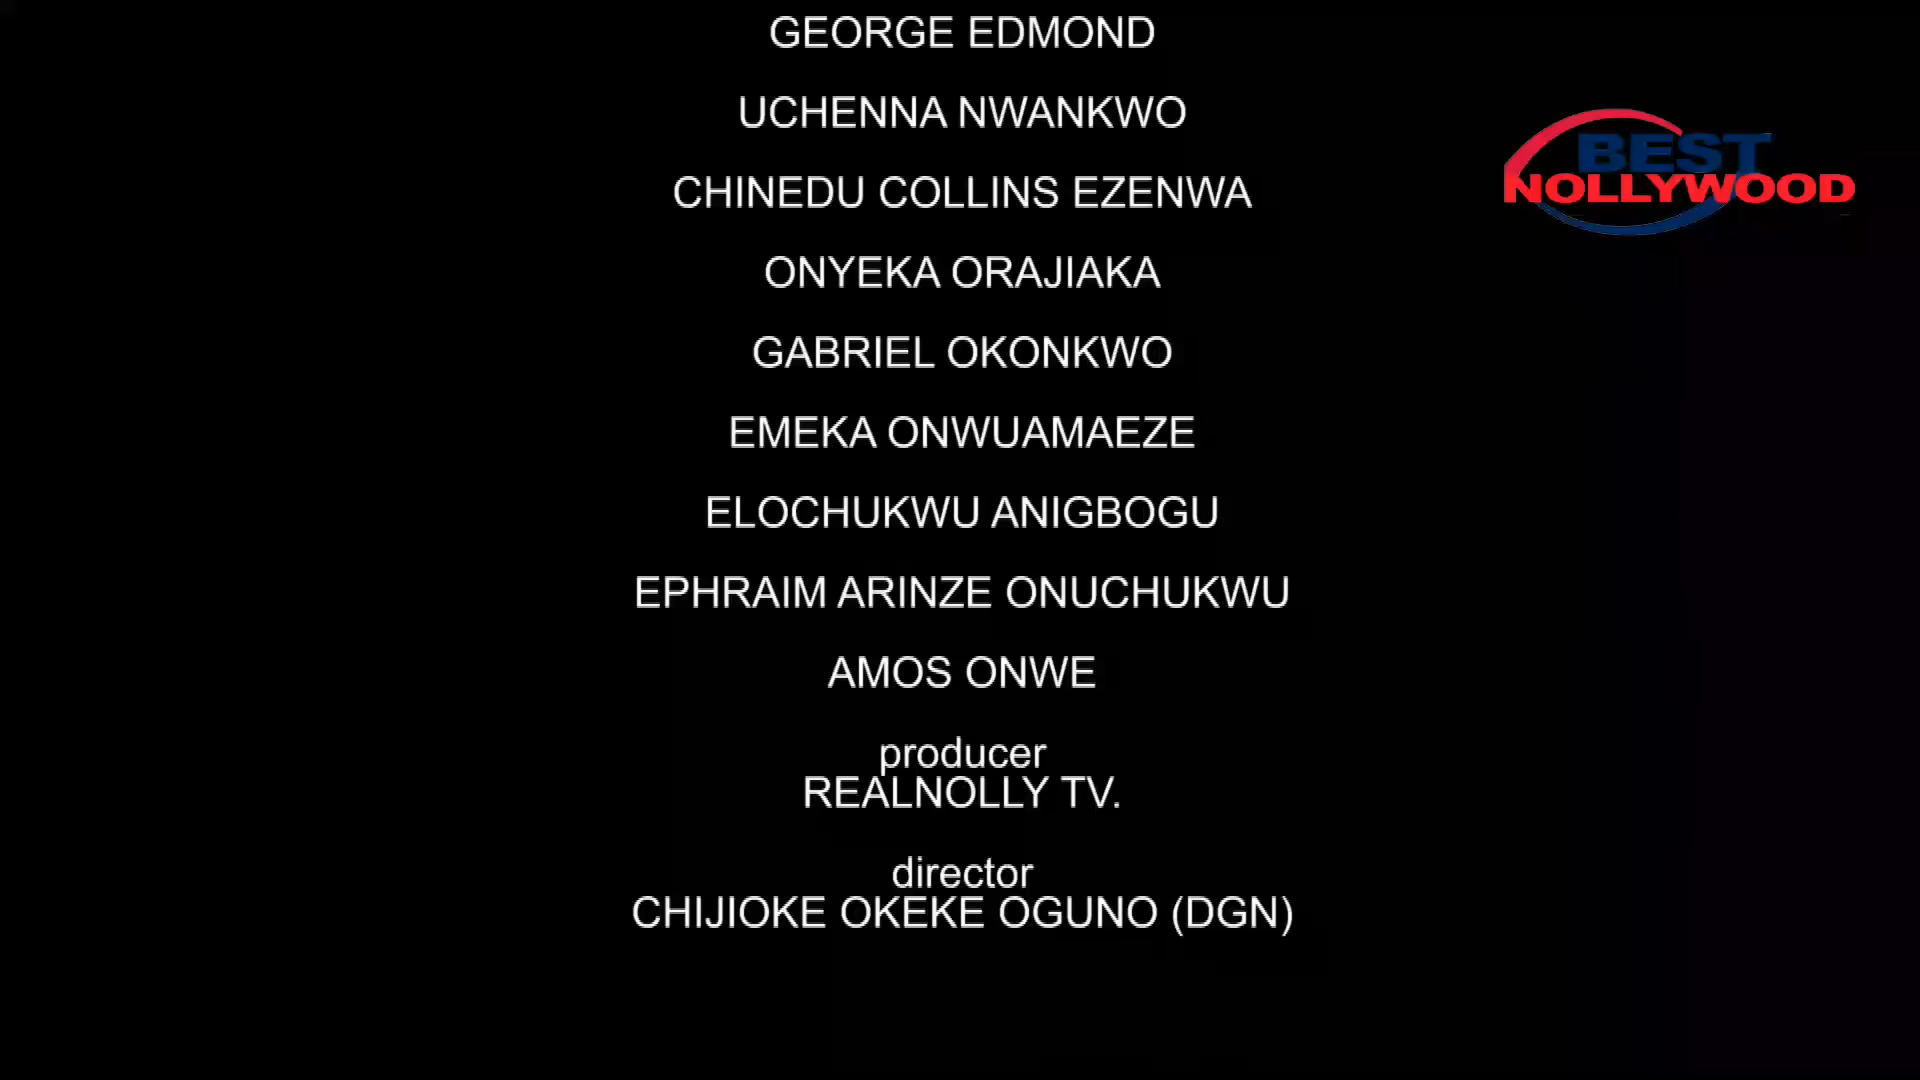 GEORGE EDMOND
UCHENNA NWANKWO
BEST
NOLLYWOOD
CHINEDU COLLINS EZENWA
ONYEKA ORAJIAKA
GABRIEL OKONKWO
EMEKA ONWUAMAEZE
ELOCHUKWU ANIGBOGU
EPHRAIM ARINZE ONUCHUKWU
AMOS ONWE
producer
REALNOLLY TV.
director
CHIJIOKE OKEKE OGUNO (DGN)